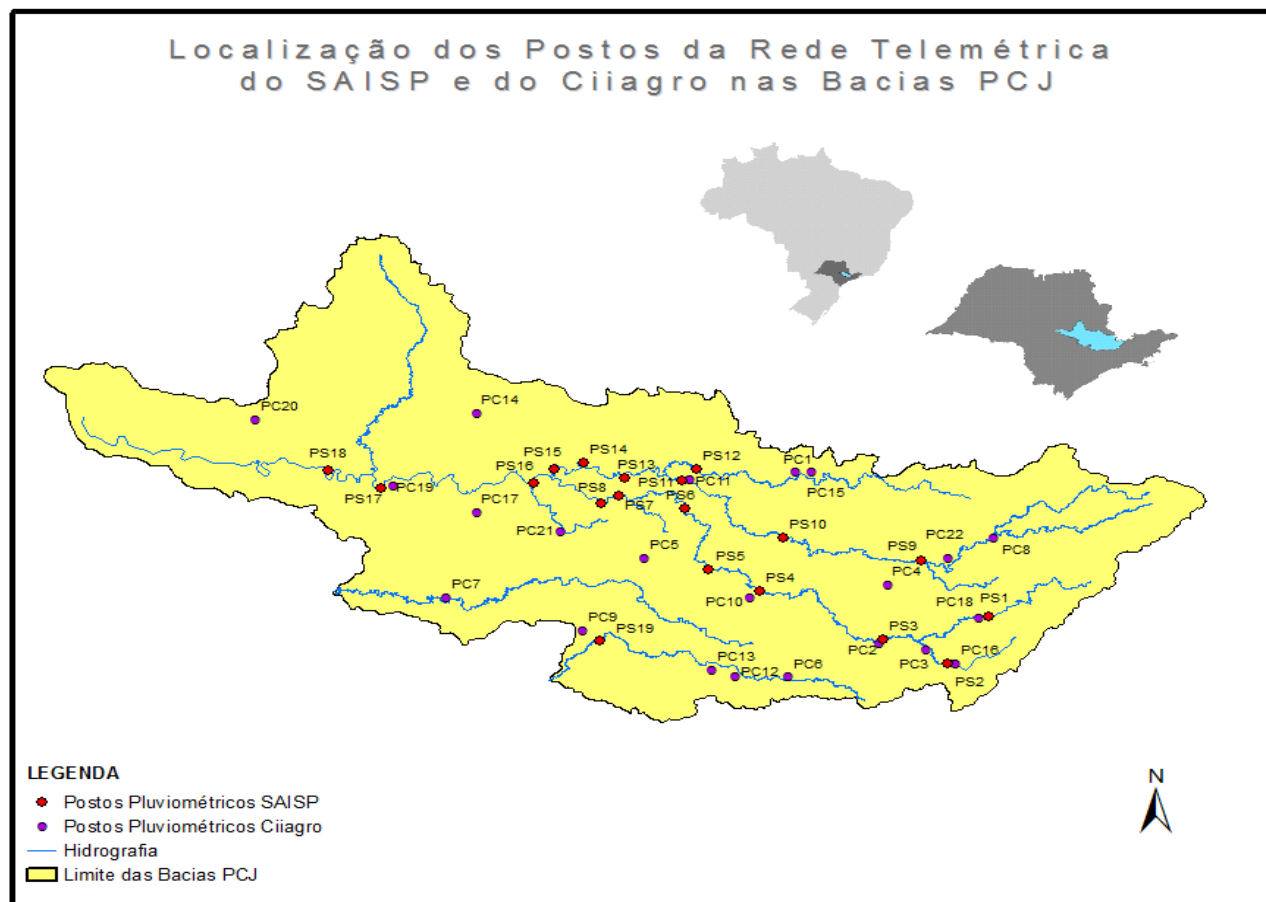 Localização dos Postos da Rede Telemétrica
do SAISP e do Ciiagro nas Bacias PCJ
PC20
PC14
PS18
PS15
PS14
PS16
PS13
PS12
PC1
PS17
PC19
PC17
PS8
PS11
PC11
PC15
PS7
PS6
PC21
PS10
PC22
PC8
PC5
PS5
PS9
PC4
PC7
PS4
PC10
PC18
PS1
PC9
PS19
PS3
PC2
PC3
PC16
PC13
PC12
PC6
PS2
LEGENDA
Postos Pluviométricos SAISP
Postos Pluviométricos Ciiagro
Hidrografia
Limite das Bacias PCJ
N